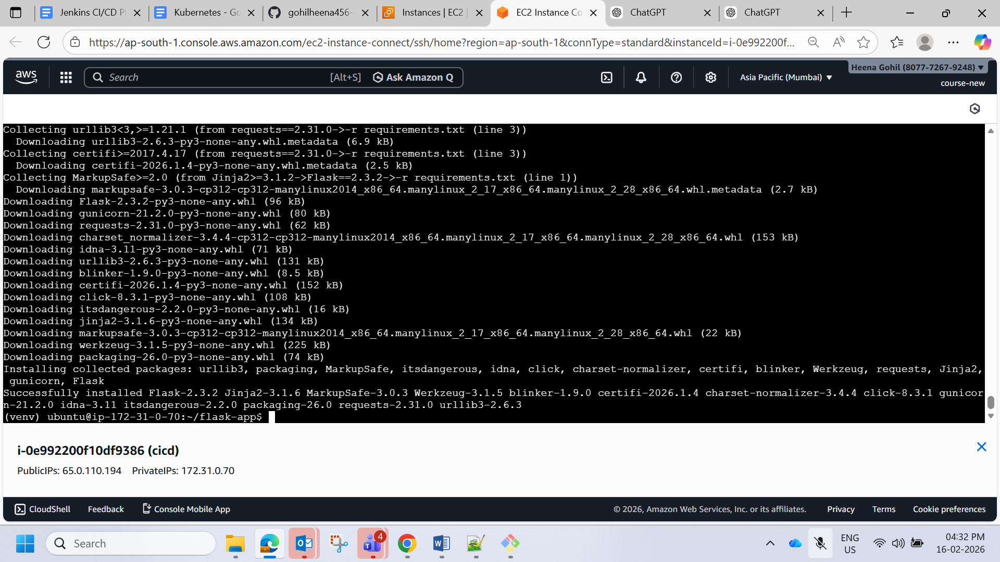 Jenkins CI/CD Pi
Kubernetes - Go
gohilheena456-
Instances | EC2 |
EC2 Instance Co
ChatGPT
ChatGPT
https://ap-south-1.console.aws.amazon.com/ec2-instance-connect/ssh/home?region=ap-south-1&connType=standard&instanceId=i-0e992200f...
aws
Search
[Alt+S]
Ask Amazon Q
Asia Pacific (Mumbai)
Heena Gohil (8077-7267-9248)
course-new
Collecting urllib3<3,>=1.21.1 (from requests==2.31.0->-r requirements.txt (line 3))
Downloading urllib3-2.6.3-py3-none-any.whl.metadata (6.9 kB)
Collecting certifi>=2017.4.17 (from requests==2.31.0->-r requirements.txt (line 3))
Downloading certifi-2026.1.4-py3-none-any.whl.metadata (2.5 kB)
Collecting MarkupSafe>=2.0 (from Jinja2>=3.1.2->Flask==2.3.2->-r requirements.txt (line 1))
Downloading markupsafe-3.0.3-cp312-cp312-manylinux2014_x86_64.manylinux_2_17_x86_64.manylinux_2_28_x86_64.whl.metadata (2.7 kB)
Downloading Flask-2.3.2-py3-none-any.whl (96 kB)
Downloading gunicorn-21.2.0-py3-none-any.whl (80 kB)
Downloading requests-2.31.0-py3-none-any.whl (62 kB)
Downloading charset_normalizer-3.4.4-cp312-cp312-manylinux2014_x86_64.manylinux_2_17_x86_64.manylinux_2_28_x86_64.whl (153 kB)
Downloading idna-3.11-py3-none-any.whl (71 kB)
Downloading urllib3-2.6.3-py3-none-any.whl (131 kB)
Downloading blinker-1.9.0-py3-none-any.whl (8.5 kB)
Downloading certifi-2026.1.4-py3-none-any.whl (152 kB)
Downloading click-8.3.1-py3-none-any.whl (108 kB)
Downloading itsdangerous-2.2.0-py3-none-any.whl (16 kB)
Downloading jinja2-3.1.6-py3-none-any.whl (134 kB)
Downloading markupsafe-3.0.3-cp312-cp312-manylinux2014_x86_64.manylinux_2_17_x86_64.manylinux_2_28_x86_64.whl (22 kB)
Downloading werkzeug-3.1.5-py3-none-any.whl (225 kB)
Downloading packaging-26.0-py3-none-any.whl (74 kB)
Installing collected packages: urllib3, packaging, MarkupSafe, itsdangerous, idna, click, charset-normalizer, certifi, blinker, Werkzeug, requests, Jinja2,
gunicorn, Flask
Successfully installed Flask-2.3.2 Jinja2-3.1.6 MarkupSafe-3.0.3 Werkzeug-3.1.5 blinker-1.9.0 certifi-2026.1.4 charset-normalizer-3.4.4 click-8.3.1 gunicor
n-21.2.0 idna-3.11 itsdangerous-2.2.0 packaging-26.0 requests-2.31.0 urllib3-2.6.3
(venv) ubuntu@ip-172-31-0-70:~/flask-app$
i-0e992200f10df9386 (cicd)
PublicIPs: 65.0.110.194 PrivateIPs: 172.31.0.70
CloudShell
Feedback
Console Mobile App
© 2026, Amazon Web Services, Inc. or its affiliates.
Privacy
Terms
Cookie preferences
Search
4
ENG
US
04:32 PM
16-02-2026